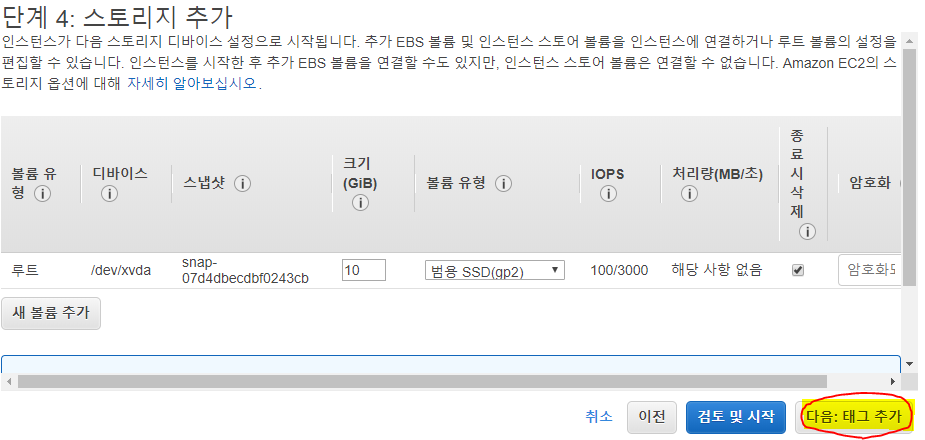 단계 4: 스토리지 추가
인스턴스가 다음 스토리지 디바이스 설정으로 시작됩니다. 추가 EBS 볼륨 및 인스턴스 스토어 볼륨을 인스턴스에 연결하거나 루트 볼륨의 설정을
편집할 수 있습니다. 인스턴스를 시작한 후 추가 EBS 볼륨을 연결할 수도 있지만, 인스턴스 스토어 볼륨은 연결할 수 없습니다. Amazon EC2의 스
토리지 옵션에 대해 자세히 알아보십시오.
볼륨 유
형
디바이스
스냅샷
크기
(GiB)
볼륨 유형
IOPS
처리량(MB/초)
종
료
시
삭
제
암호화
루트
/dev/xvda
snap-
07d4dbecdbf0243cb
10
범용 SSD(gp2)
100/3000
해당 사항 없음
암호화
새 볼륨 추가
취소
이전
검토 및 시작
다음: 태그 추가